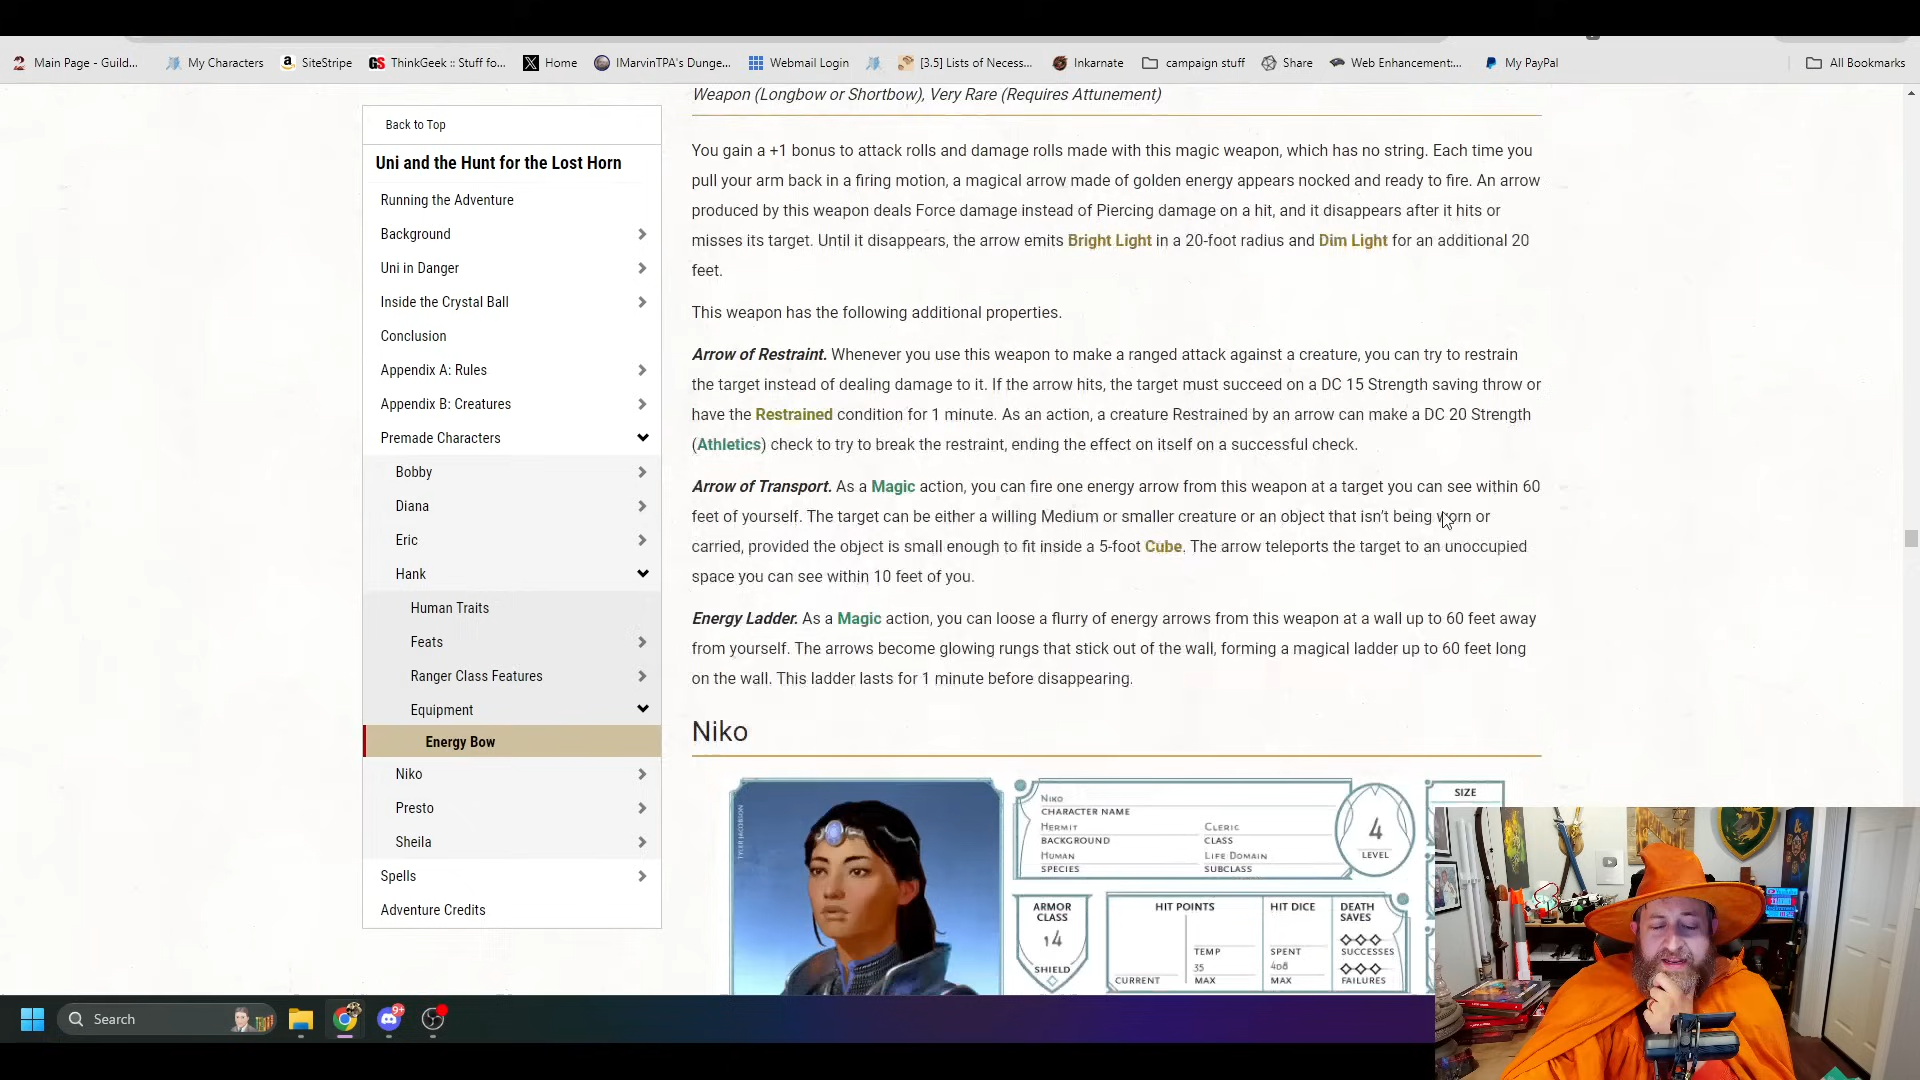 Main Page - Guild...
My Characters
SiteStripe
ThinkGeek :: Stuff fo...
Home
IMarvinTPA's Dunge...
Webmail Login
[3.5] Lists of Necess...
Inkarnate
campaign stuff
Share
Web Enhancement:...
My PayPal
All Bookmarks
Back to Top
Uni and the Hunt for the Lost Horn
Running the Adventure
Background
Uni in Danger
Inside the Crystal Ball
Conclusion
Appendix A: Rules
Appendix B: Creatures
Premade Characters
Bobby
Diana
Eric
Hank
Human Traits
Feats
Ranger Class Features
Equipment
Energy Bow
Niko
Presto
Sheila
Spells
Adventure Credits
Weapon (Longbow or Shortbow), Very Rare (Requires Attunement)
You gain a +1 bonus to attack rolls and damage rolls made with this magic weapon, which has no string. Each time you
pull your arm back in a firing motion, a magical arrow made of golden energy appears nocked and ready to fire. An arrow
produced by this weapon deals Force damage instead of Piercing damage on a hit, and it disappears after it hits or
misses its target. Until it disappears, the arrow emits Bright Light in a 20-foot radius and Dim Light for an additional 20
feet.
This weapon has the following additional properties.
Arrow of Restraint. Whenever you use this weapon to make a ranged attack against a creature, you can try to restrain
the target instead of dealing damage to it. If the arrow hits, the target must succeed on a DC 15 Strength saving throw or
have the Restrained condition for 1 minute. As an action, a creature Restrained by an arrow can make a DC 20 Strength
(Athletics) check to try to break the restraint, ending the effect on itself on a successful check.
Arrow of Transport. As a Magic action, you can fire one energy arrow from this weapon at a target you can see within 60
feet of yourself. The target can be either a willing Medium or smaller creature or an object that isn't being worn or
carried, provided the object is small enough to fit inside a 5-foot Cube. The arrow teleports the target to an unoccupied
space you can see within 10 feet of you.
Energy Ladder. As a Magic action, you can loose a flurry of energy arrows from this weapon at a wall up to 60 feet away
from yourself. The arrows become glowing rungs that stick out of the wall, forming a magical ladder up to 60 feet long
on the wall. This ladder lasts for 1 minute before disappearing.
Niko
TYLER JACOBSON
Niko
CHARACTER NAME
Hermit
BACKGROUND
Cleric
CLASS
Human
SPECIES
Life Domain
SUBCLASS
4
LEVEL
SIZE
ARMOR
CLASS
14
SHIELD
HIT POINTS
CURRENT
TEMP
35
MAX
HIT DICE
SPENT
4D8
MAX
DEATH
SAVES
SUCCESSES
FAILURES
Search
9+